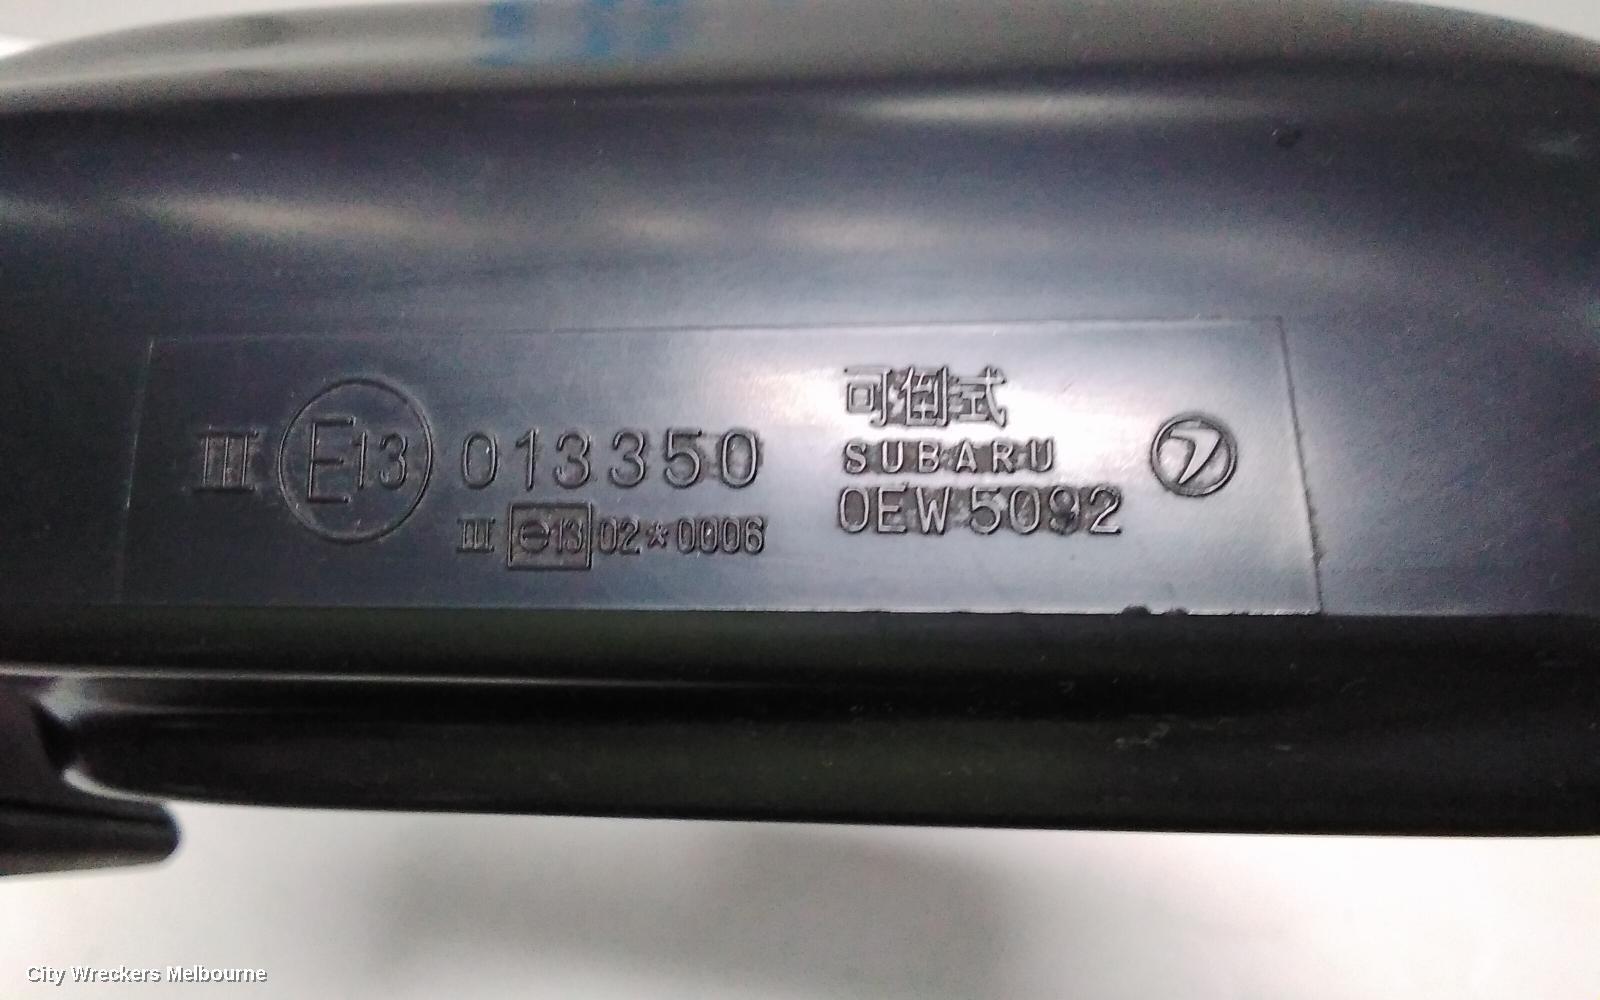 III E13 013350
III e13 02*0006
可倒式
SUBARU
OEW 5092
City Wreckers Melbourne